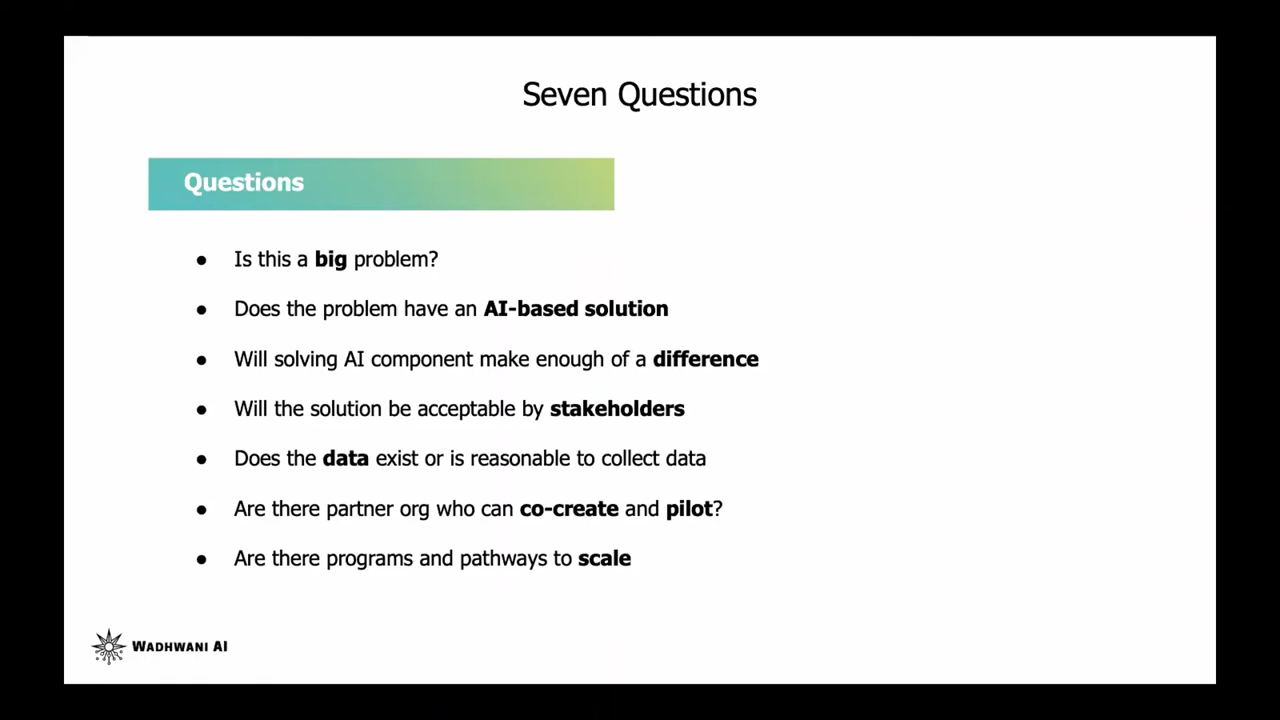 Seven Questions
Questions
● Is this a big problem?
● Does the problem have an AI-based solution
● Will solving AI component make enough of a difference
● Will the solution be acceptable by stakeholders
● Does the data exist or is reasonable to collect data
● Are there partner org who can co-create and pilot?
● Are there programs and pathways to scale
WADHWANI AI